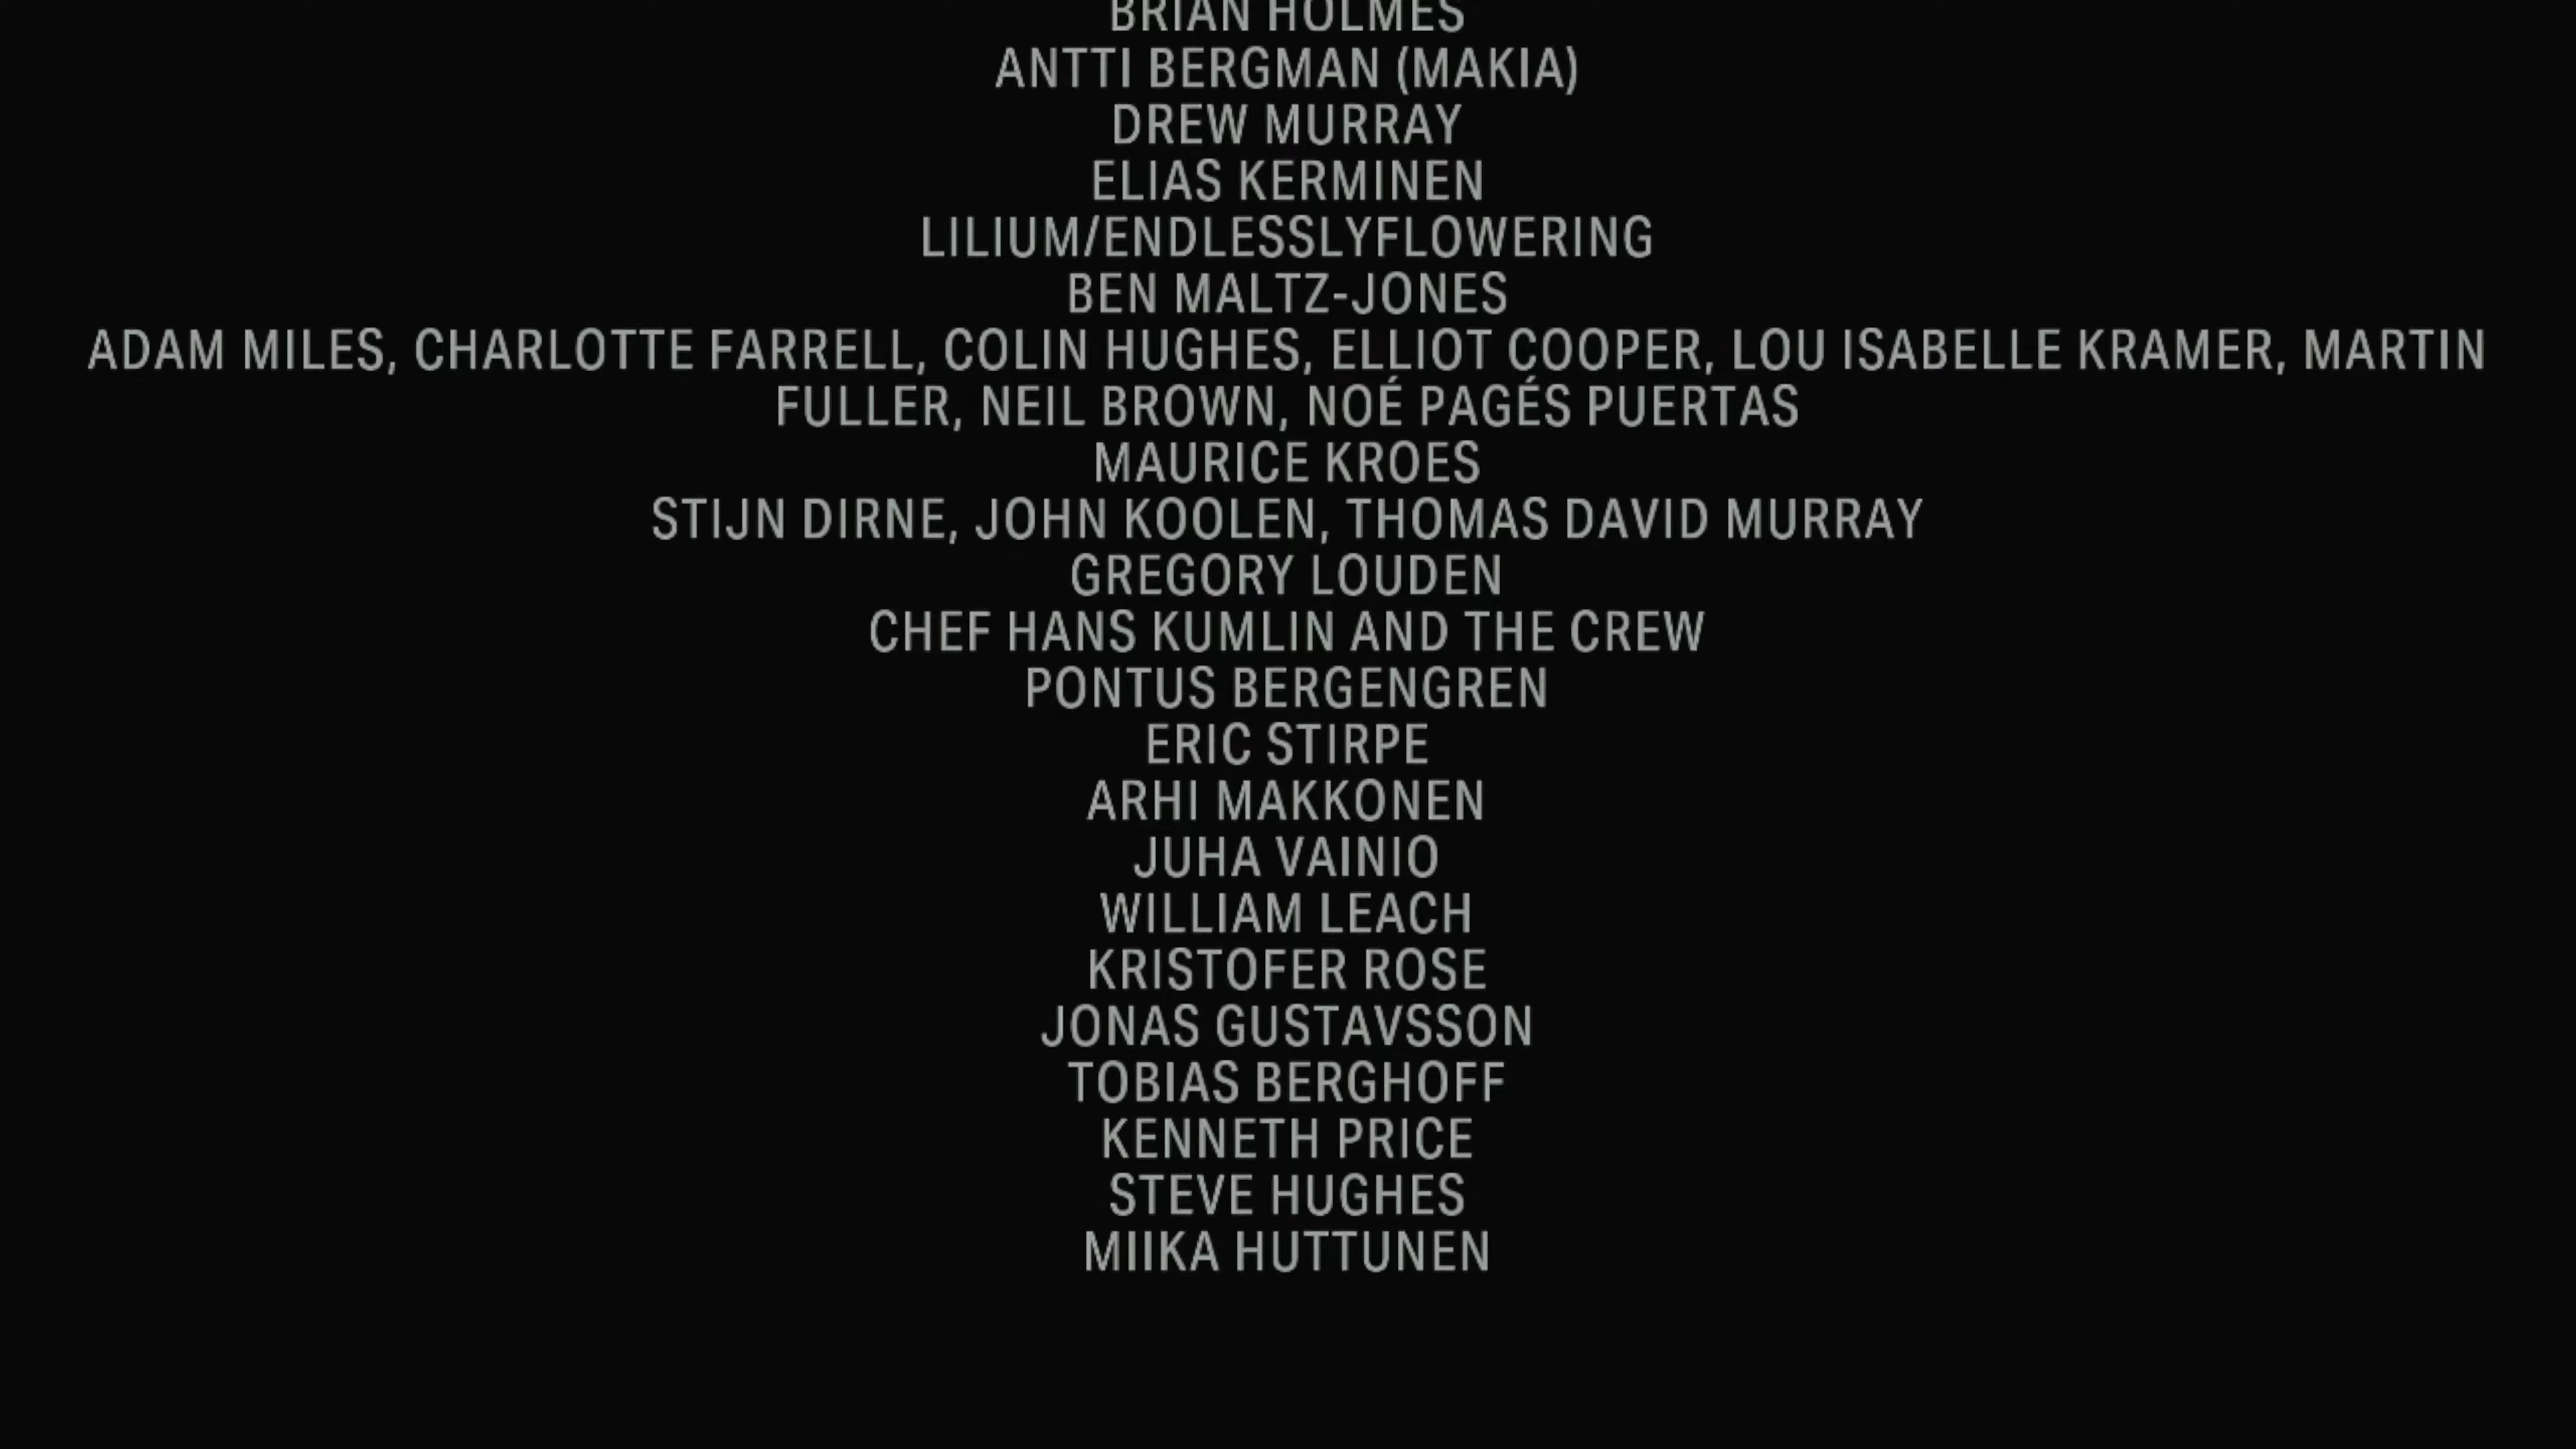 BRIAN HOLMES
ANTTI BERGMAN (MAKIA)
DREW MURRAY
ELIAS KERMINEN
LILIUM/ENDLESSLYFLOWERING
BEN MALTZ-JONES
ADAM MILES, CHARLOTTE FARRELL, COLIN HUGHES, ELLIOT COOPER, LOU ISABELLE KRAMER, MARTIN
FULLER, NEIL BROWN, NOÉ PAGÉS PUERTAS
MAURICE KROES
STIJN DIRNE, JOHN KOOLEN, THOMAS DAVID MURRAY
GREGORY LOUDEN
CHEF HANS KUMLIN AND THE CREW
PONTUS BERGENGREN
ERIC STIRPE
ARHI MAKKONEN
JUHA VAINIO
WILLIAM LEACH
KRISTOFER ROSE
JONAS GUSTAVSSON
TOBIAS BERGHOFF
KENNETH PRICE
STEVE HUGHES
MIIKA HUTTUNEN